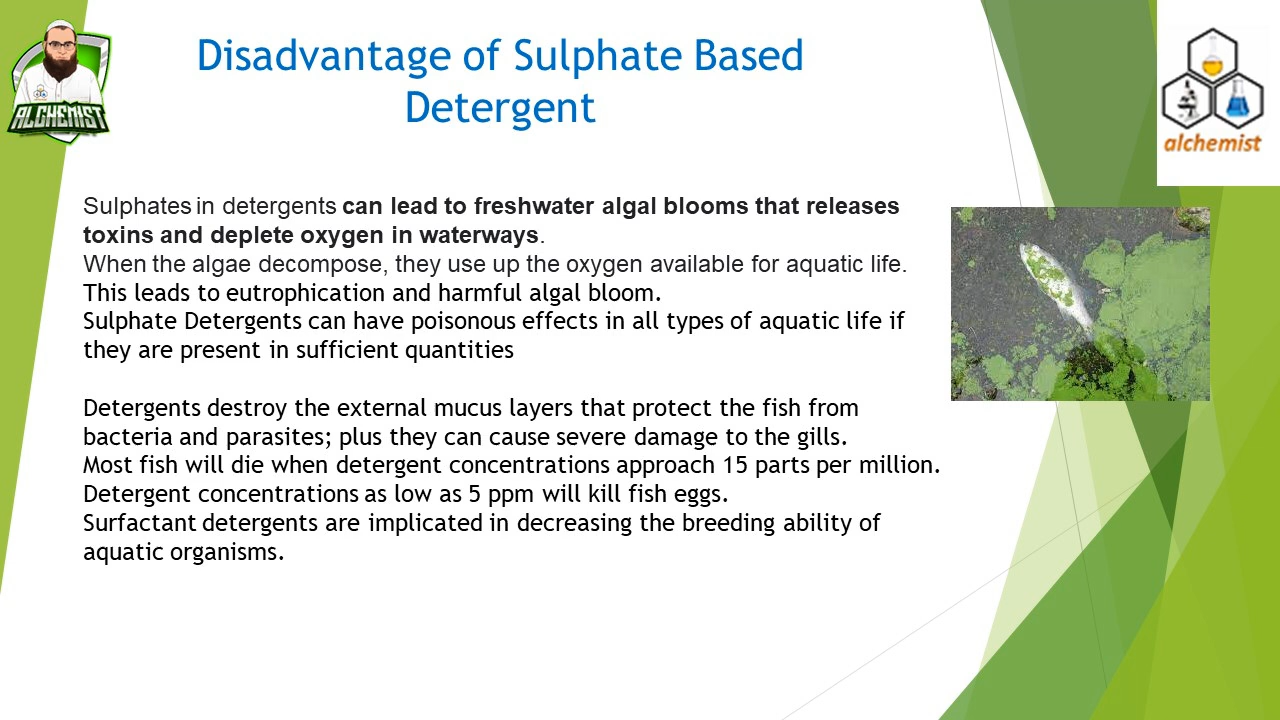 Disadvantage of Sulphate Based
Detergent
ALCHEMIST
alchemist
Sulphates in detergents can lead to freshwater algal blooms that releases
toxins and deplete oxygen in waterways.
When the algae decompose, they use up the oxygen available for aquatic life.
This leads to eutrophication and harmful algal bloom.
Sulphate Detergents can have poisonous effects in all types of aquatic life if
they are present in sufficient quantities
Detergents destroy the external mucus layers that protect the fish from
bacteria and parasites; plus they can cause severe damage to the gills.
Most fish will die when detergent concentrations approach 15 parts per million.
Detergent concentrations as low as 5 ppm will kill fish eggs.
Surfactant detergents are implicated in decreasing the breeding ability of
aquatic organisms.